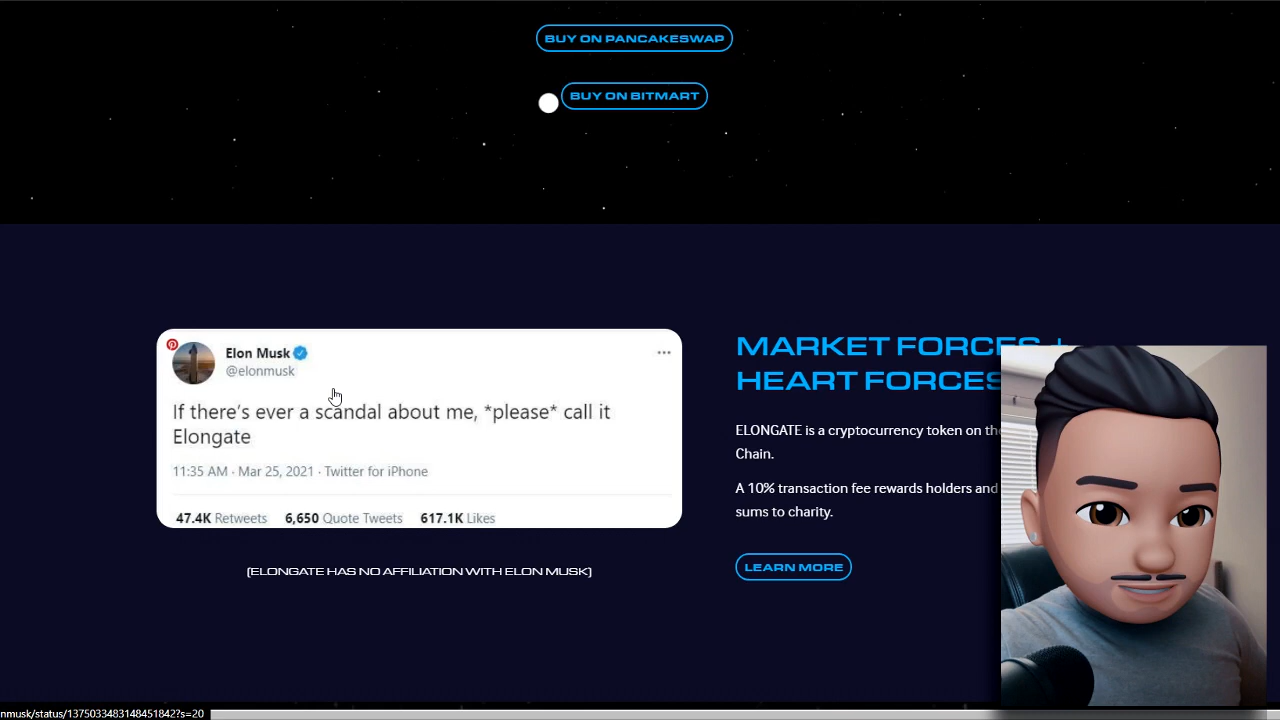 BUY ON PANCAKESWAP
BUY ON BITMART
Elon Musk
@elonmusk
If there's ever a scandal about me, *please* call it
Elongate
11:35 AM · Mar 25, 2021 · Twitter for iPhone
47.4K Retweets 6,650 Quote Tweets 617.1K Likes
(ELONGATE HAS NO AFFILIATION WITH ELON MUSK)
MARKET FORCES +
HEART FORCES
ELONGATE is a cryptocurrency token on the
Chain.
A 10% transaction fee rewards holders and
sums to charity.
LEARN MORE
nmusk/status/1375033483148451842?s=20